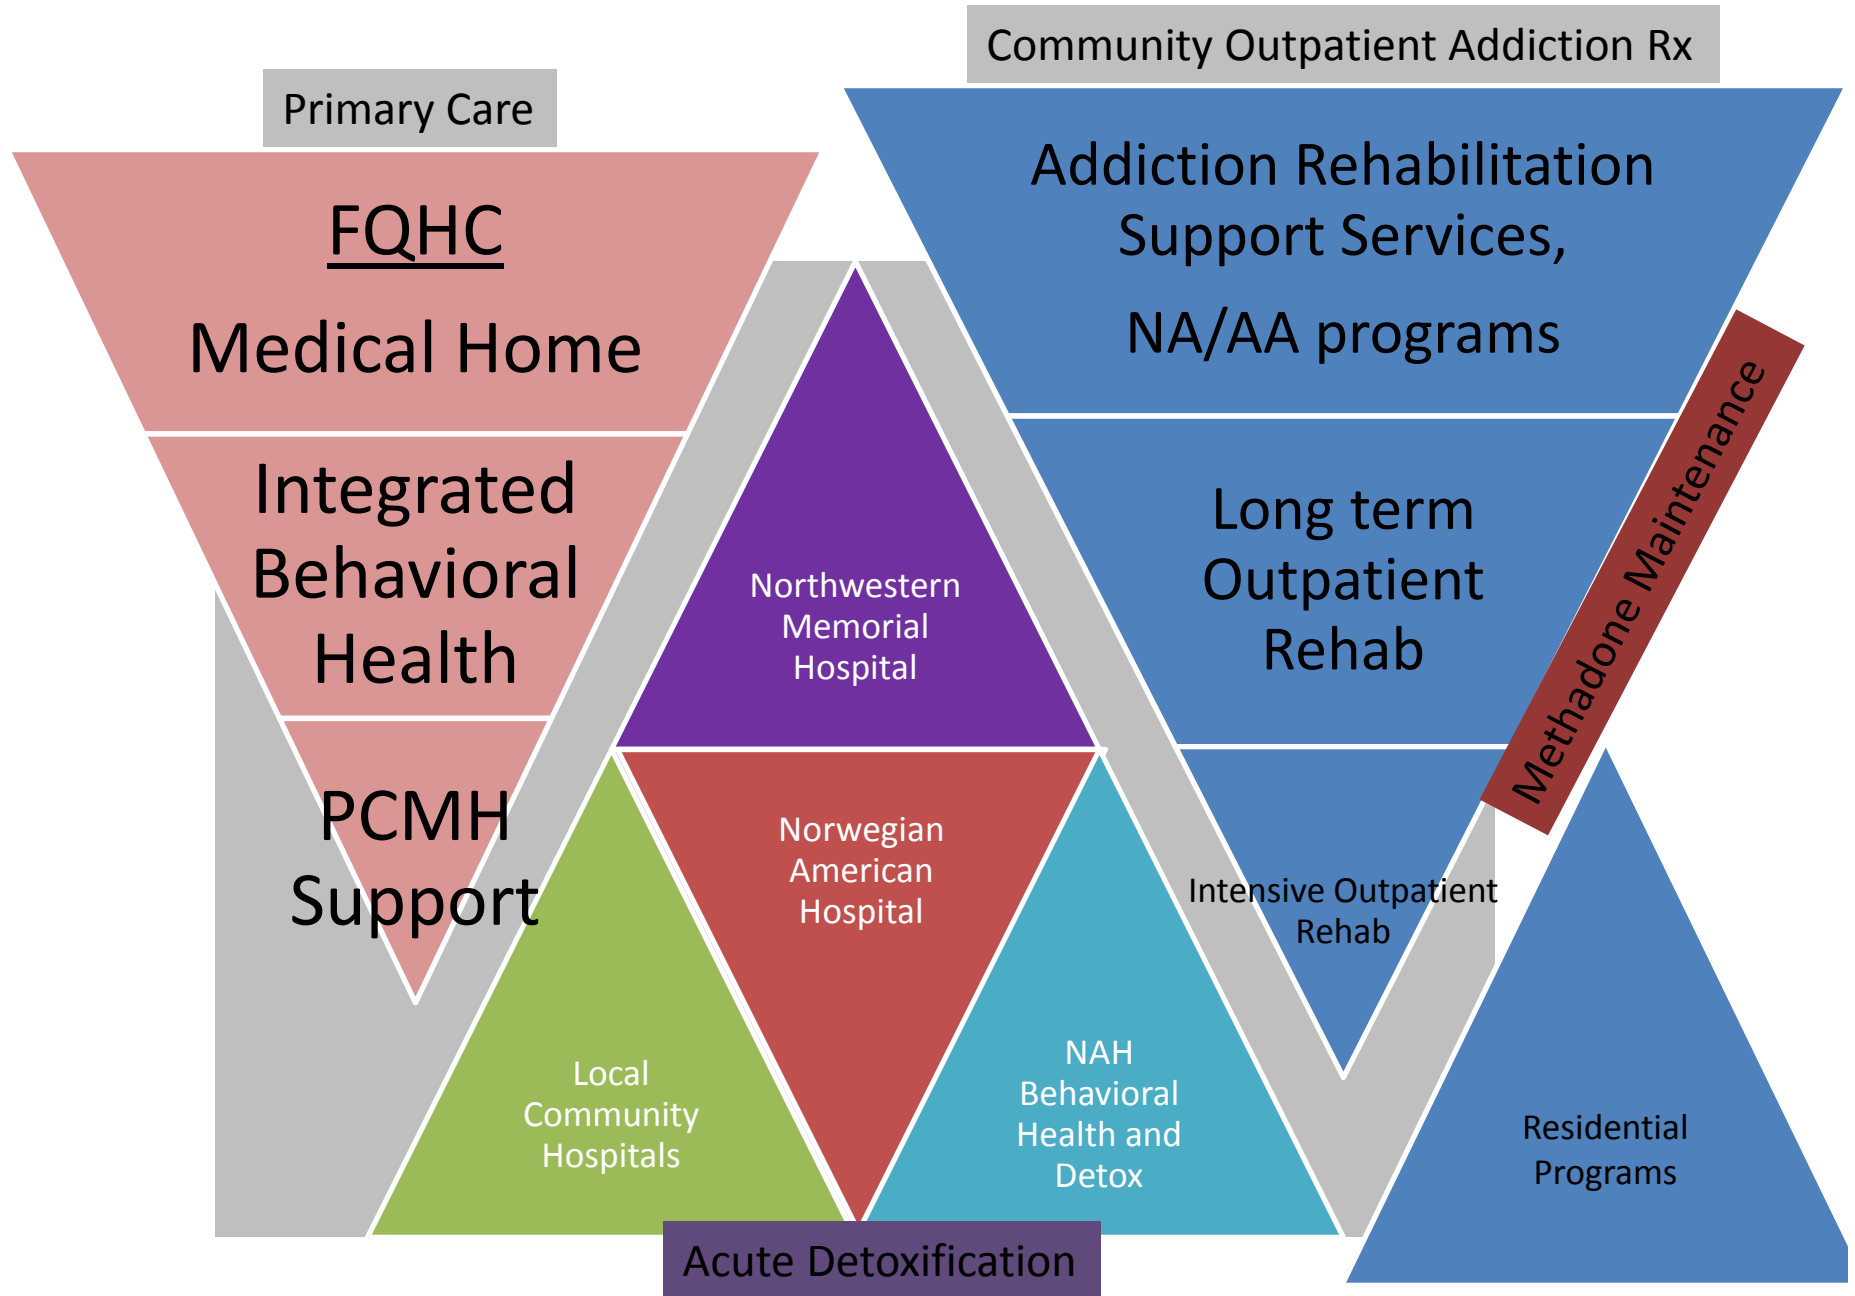 Community Outpatient Addiction Rx
Primary Care
FQHC
Medical Home
Integrated
Behavioral
Health
PCMH
Support
Addiction Rehabilitation
Support Services,
NA/AA programs
Long term
Outpatient
Rehab
Intensive Outpatient
Rehab
Methadone Maintenance
Northwestern
Memorial
Hospital
Norwegian
American
Hospital
Local
Community
Hospitals
NAH
Behavioral
Health and
Detox
Residential
Programs
Acute Detoxification